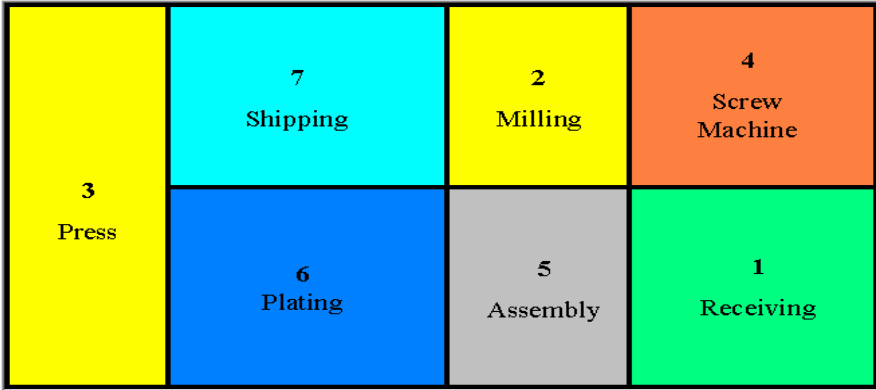 3
Press
7
Shipping
2
Milling
4
Screw
Machine
6
Plating
5
Assembly
1
Receiving